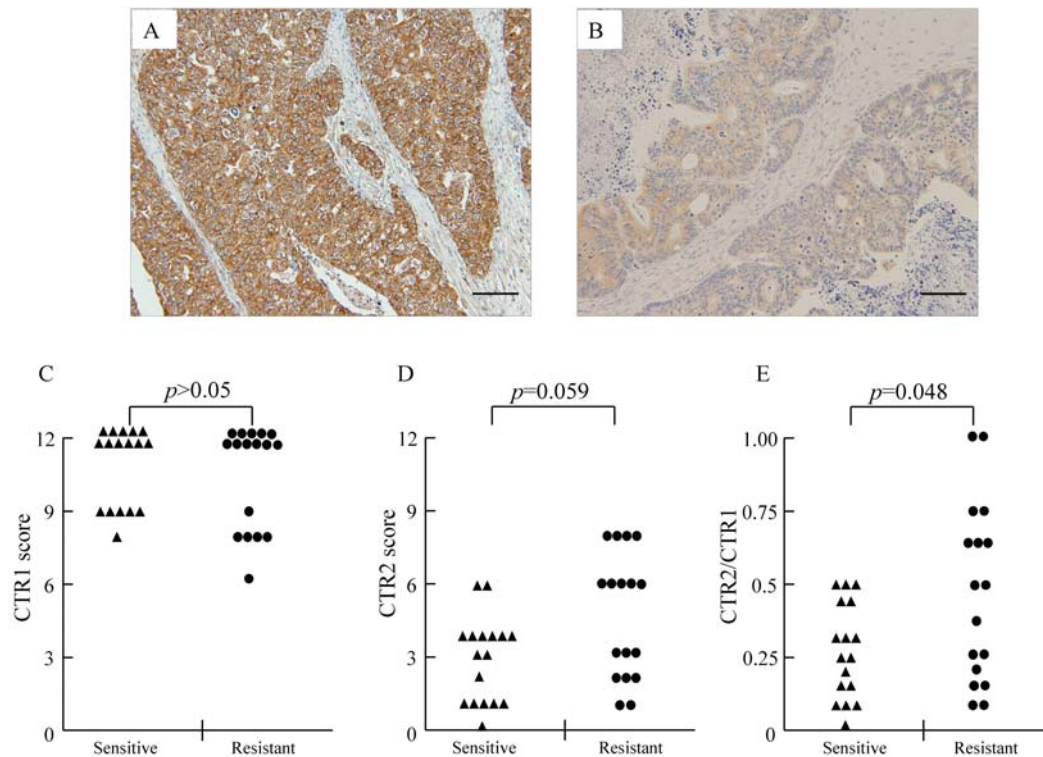 A
B
C
p>0.05
12
9
6
3
0
CTR1 score
Sensitive
Resistant
D
p=0.059
12
9
6
3
0
CTR2 score
Sensitive
Resistant
E
p=0.048
1.00
0.75
0.5
0.25
0
CTR2/CTR1
Sensitive
Resistant